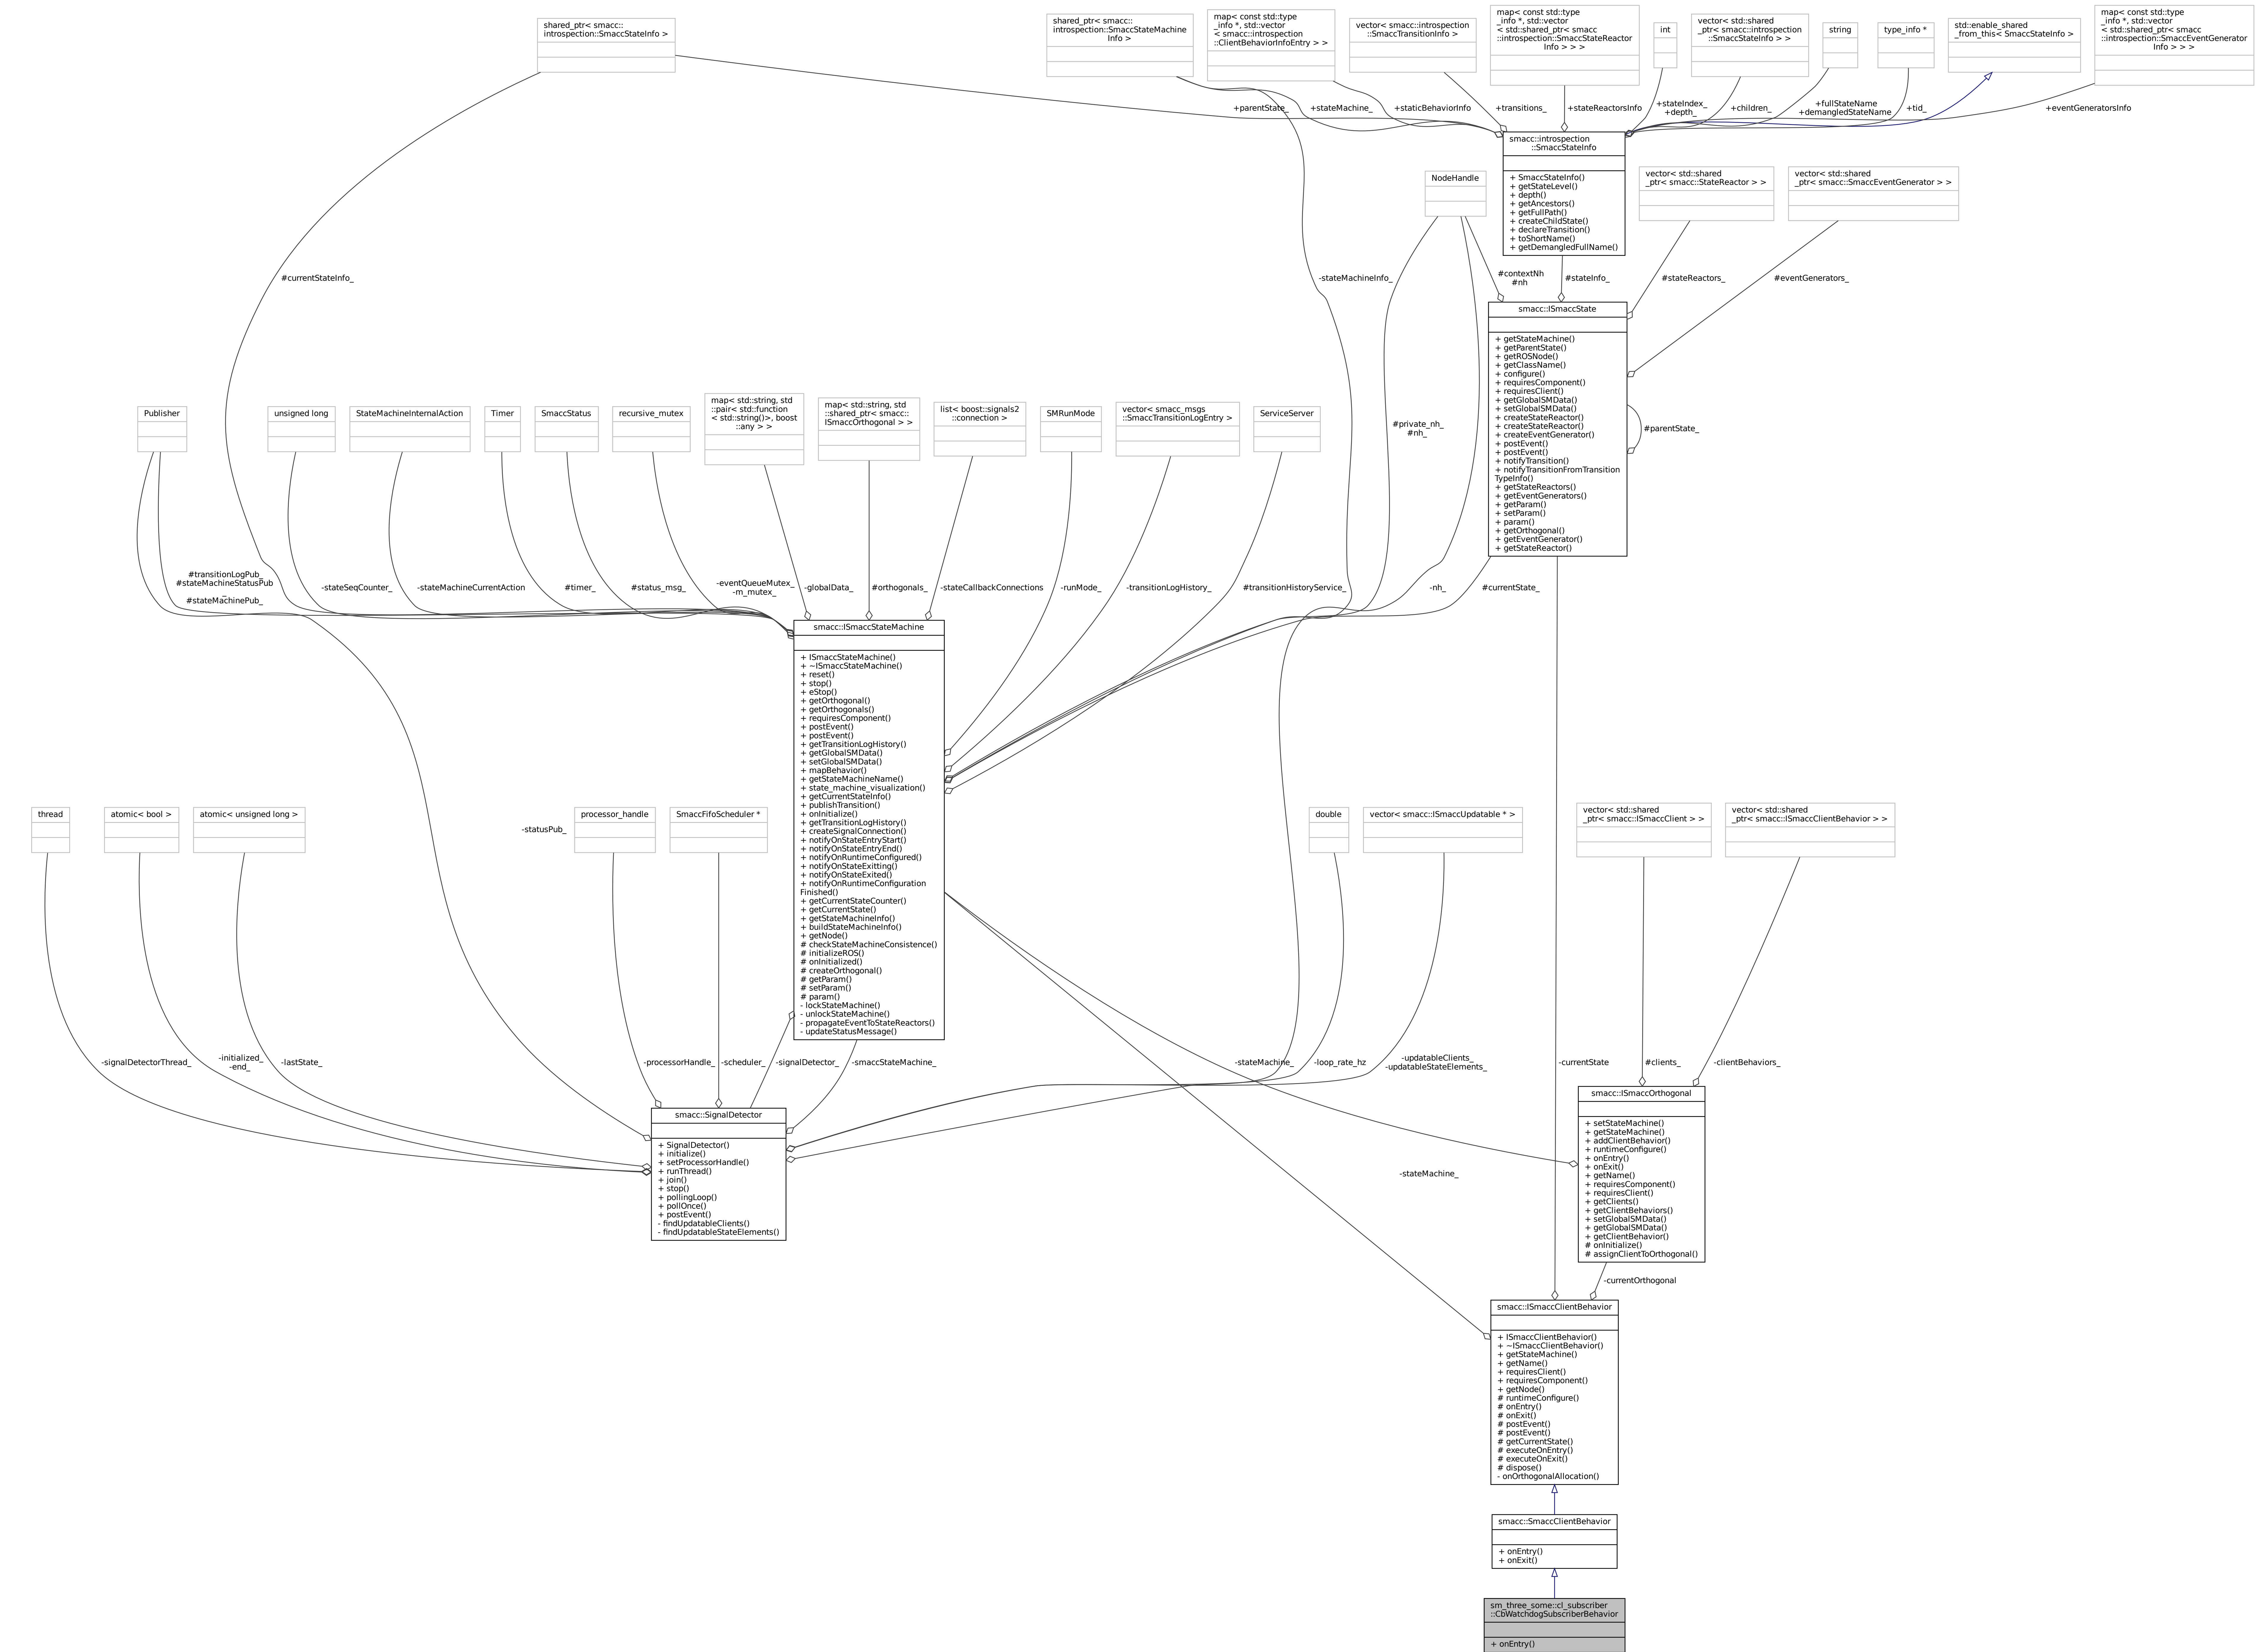 shared_ptr< smacc::
introspection::SmaccStateInfo >
shared_ptr< smacc::
introspection::SmaccStateMachine
Info >
map< const std::type
_info *, std::vector
< smacc::introspection
::ClientBehaviorInfoEntry > >
vector< smacc::introspection
::SmaccTransitionInfo >
map< const std::type
_info *, std::vector
< std::shared_ptr< smacc
::introspection::SmaccStateReactor
Info > > >
int
vector< std::shared
_ptr< smacc::introspection
::SmaccStateInfo > >
string
type_info *
std::enable_shared
_from_this< SmaccStateInfo >
map< const std::type
_info *, std::vector
< std::shared_ptr< smacc
::introspection::SmaccEventGenerator
Info > > >
+parentState_
+stateMachine_
+staticBehaviorInfo
+transitions_
+stateReactorsInfo
+stateIndex_
+depth_
+children_
+fullStateName
+demangledStateName
+tid_
+eventGeneratorsInfo
smacc::introspection
::SmaccStateInfo
+ SmaccStateInfo()
+ getStateLevel()
+ depth()
+ getAncestors()
+ getFullPath()
+ createChildState()
+ declareTransition()
+ toShortName()
+ getDemangledFullName()
NodeHandle
vector< std::shared
_ptr< smacc::StateReactor > >
vector< std::shared
_ptr< smacc::SmaccEventGenerator > >
#currentStateInfo_
-stateMachineInfo_
#contextNh
#nh
#stateInfo_
#stateReactors_
#eventGenerators_
smacc::ISmaccState
+ getStateMachine()
+ getParentState()
+ getROSNode()
+ getClassName()
+ configure()
+ requiresComponent()
+ requiresClient()
+ getGlobalSMData()
+ setGlobalSMData()
+ createStateReactor()
+ createStateReactor()
+ createEventGenerator()
+ postEvent()
+ postEvent()
+ notifyTransition()
+ notifyTransitionFromTransition
TypeInfo()
+ getStateReactors()
+ getEventGenerators()
+ getParam()
+ setParam()
+ param()
+ getOrthogonal()
+ getEventGenerator()
+ getStateReactor()
#parentState_
Publisher
unsigned long
StateMachineInternalAction
Timer
SmaccStatus
recursive_mutex
map< std::string, std
::pair< std::function
< std::string()>, boost
::any > >
map< std::string, std
::shared_ptr< smacc::
ISmaccOrthogonal > >
list< boost::signals2
::connection >
SMRunMode
vector< smacc_msgs
::SmaccTransitionLogEntry >
ServiceServer
#private_nh_
#nh_
#transitionLogPub_
#stateMachineStatusPub
_
#stateMachinePub_
-stateSeqCounter_
-stateMachineCurrentAction
#timer_
#status_msg_
-eventQueueMutex_
-m_mutex_
-globalData_
#orthogonals_
-stateCallbackConnections
-runMode_
-transitionLogHistory_
#transitionHistoryService_
-nh_
#currentState_
smacc::ISmaccStateMachine
+ ISmaccStateMachine()
+ ~ISmaccStateMachine()
+ reset()
+ stop()
+ eStop()
+ getOrthogonal()
+ getOrthogonals()
+ requiresComponent()
+ postEvent()
+ postEvent()
+ getTransitionLogHistory()
+ getGlobalSMData()
+ setGlobalSMData()
+ mapBehavior()
+ getStateMachineName()
+ state_machine_visualization()
+ getCurrentStateInfo()
+ publishTransition()
+ onInitialize()
+ getTransitionLogHistory()
+ createSignalConnection()
+ notifyOnStateEntryStart()
+ notifyOnStateEntryEnd()
+ notifyOnRuntimeConfigured()
+ notifyOnStateExitting()
+ notifyOnStateExited()
+ notifyOnRuntimeConfiguration
Finished()
+ getCurrentStateCounter()
+ getCurrentState()
+ getStateMachineInfo()
+ buildStateMachineInfo()
+ getNode()
# checkStateMachineConsistence()
# initializeROS()
# onInitialized()
# createOrthogonal()
# getParam()
# setParam()
# param()
- lockStateMachine()
- unlockStateMachine()
- propagateEventToStateReactors()
- updateStatusMessage()
thread
atomic< bool >
atomic< unsigned long >
-statusPub_
processor_handle
SmaccFifoScheduler *
double
vector< smacc::ISmaccUpdatable * >
vector< std::shared
_ptr< smacc::ISmaccClient > >
vector< std::shared
_ptr< smacc::ISmaccClientBehavior > >
-signalDetectorThread_
-initialized_
-end_
-lastState_
-processorHandle_
-scheduler_
-signalDetector_
-smaccStateMachine_
-stateMachine_
-loop_rate_hz
-updatableClients_
-updatableStateElements_
-currentState
#clients_
-clientBehaviors_
smacc::SignalDetector
+ SignalDetector()
+ initialize()
+ setProcessorHandle()
+ runThread()
+ join()
+ stop()
+ pollingLoop()
+ pollOnce()
+ postEvent()
- findUpdatableClients()
- findUpdatableStateElements()
smacc::ISmaccOrthogonal
+ setStateMachine()
+ getStateMachine()
+ addClientBehavior()
+ runtimeConfigure()
+ onEntry()
+ onExit()
+ getName()
+ requiresComponent()
+ requiresClient()
+ getClients()
+ getClientBehaviors()
+ setGlobalSMData()
+ getGlobalSMData()
+ getClientBehavior()
# onInitialize()
# assignClientToOrthogonal()
-stateMachine_
-currentOrthogonal
smacc::ISmaccClientBehavior
+ ISmaccClientBehavior()
+ ~ISmaccClientBehavior()
+ getStateMachine()
+ getName()
+ requiresClient()
+ requiresComponent()
+ getNode()
# runtimeConfigure()
# onEntry()
# onExit()
# postEvent()
# postEvent()
# getCurrentState()
# executeOnEntry()
# executeOnExit()
# dispose()
- onOrthogonalAllocation()
smacc::SmaccClientBehavior
+ onEntry()
+ onExit()
sm_three_some::cl_subscriber
::CbWatchdogSubscriberBehavior
+ onEntry()